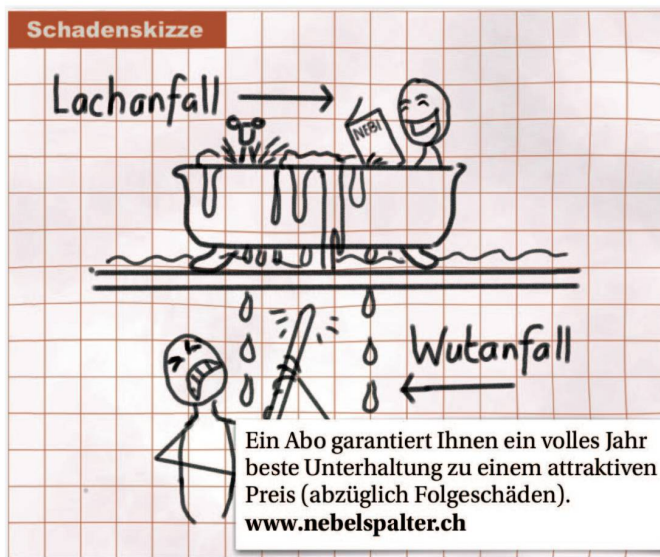 Schadenskizze
Lachanfall
NEBI
Wutanfall
Ein Abo garantiert Ihnen ein volles Jahr
beste Unterhaltung zu einem attraktiven
Preis (abzüglich Folgeschäden).
www.nebelspalter.ch